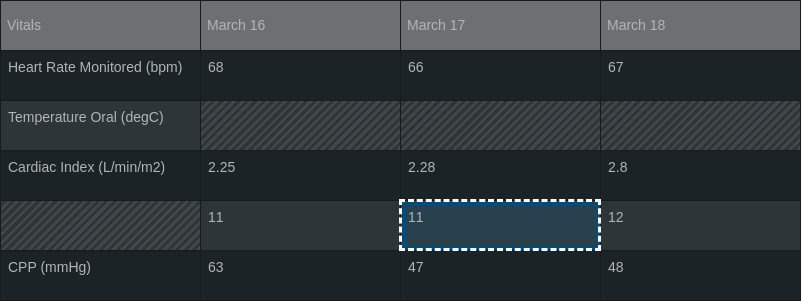 Vitals March 16 March 17 March 18
Heart Rate Monitored (bpm) 68 66 67
Temperature Oral (degC)
Cardiac Index (L/min/m2) 2.25 2.28 2.8
11 11 12
CPP (mmHg) 63 47 48